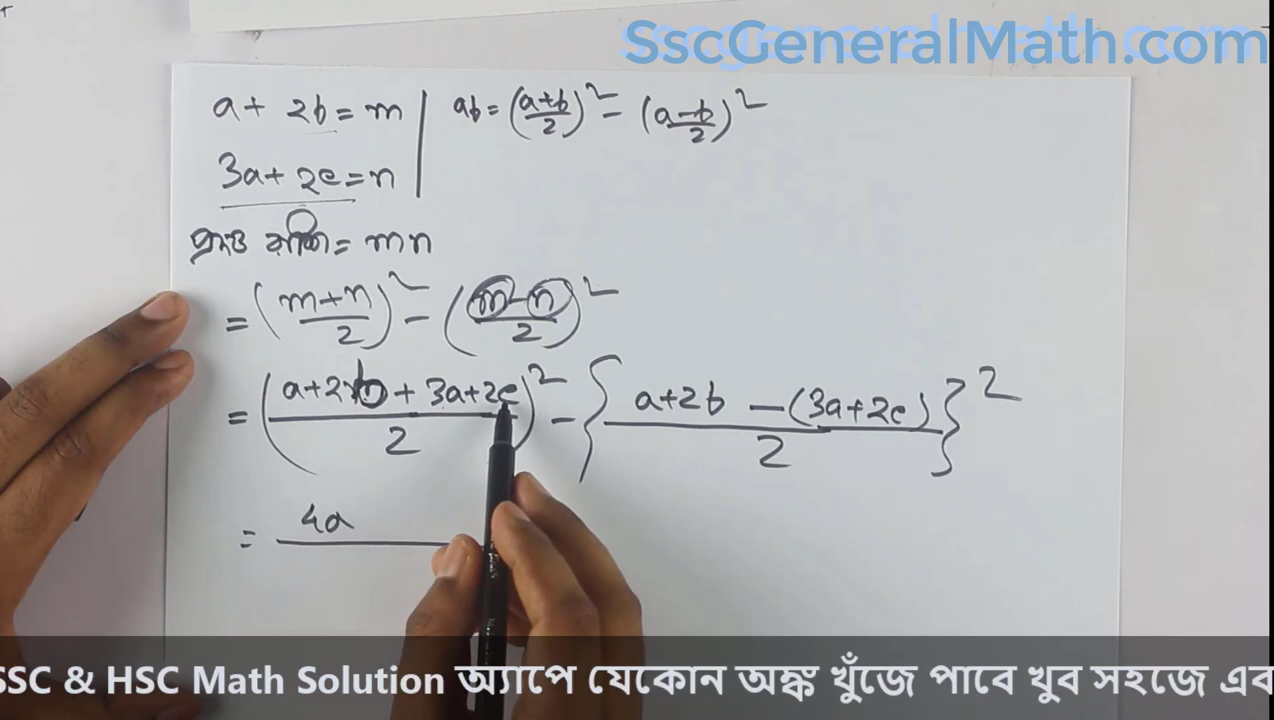 SscGeneralMath.com
a + 2b = m | ab = (a+b/2)² - (a-b/2)²
3a + 2c = n
প্রদত্ত রাশি = mn
= (m+n/2)² - (m-n/2)²
= (a+2b + 3a+2c/2)² - {a+2b - (3a+2c)/2}²
= 4a
SSC & HSC Math Solution অ্যাপে যেকোন অঙ্ক খুঁজে পাবে খুব সহজে এব